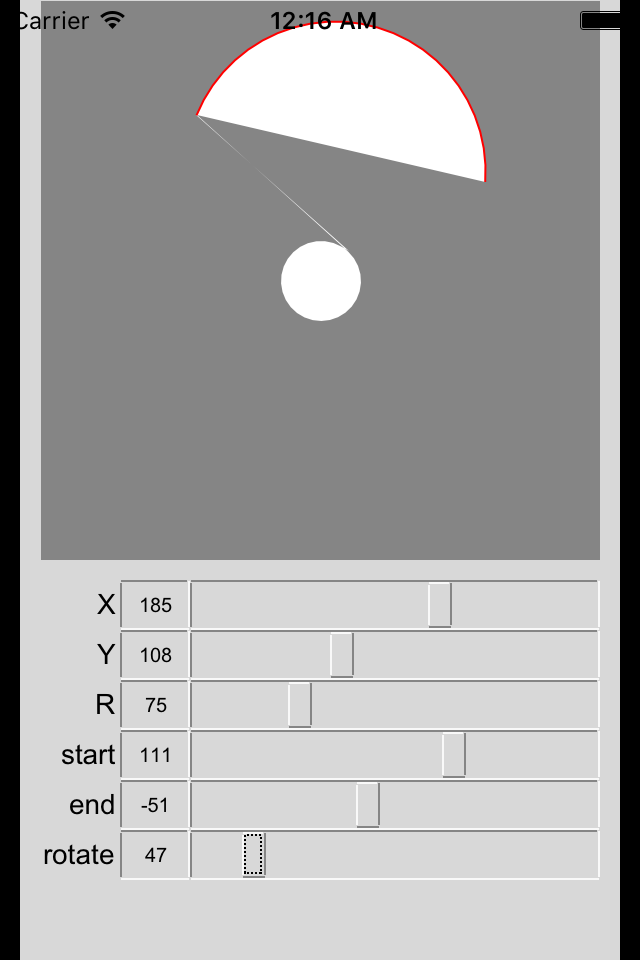 Carrier 12:16 AM
X 185
Y 108
R 75
start 111
end -51
rotate 47